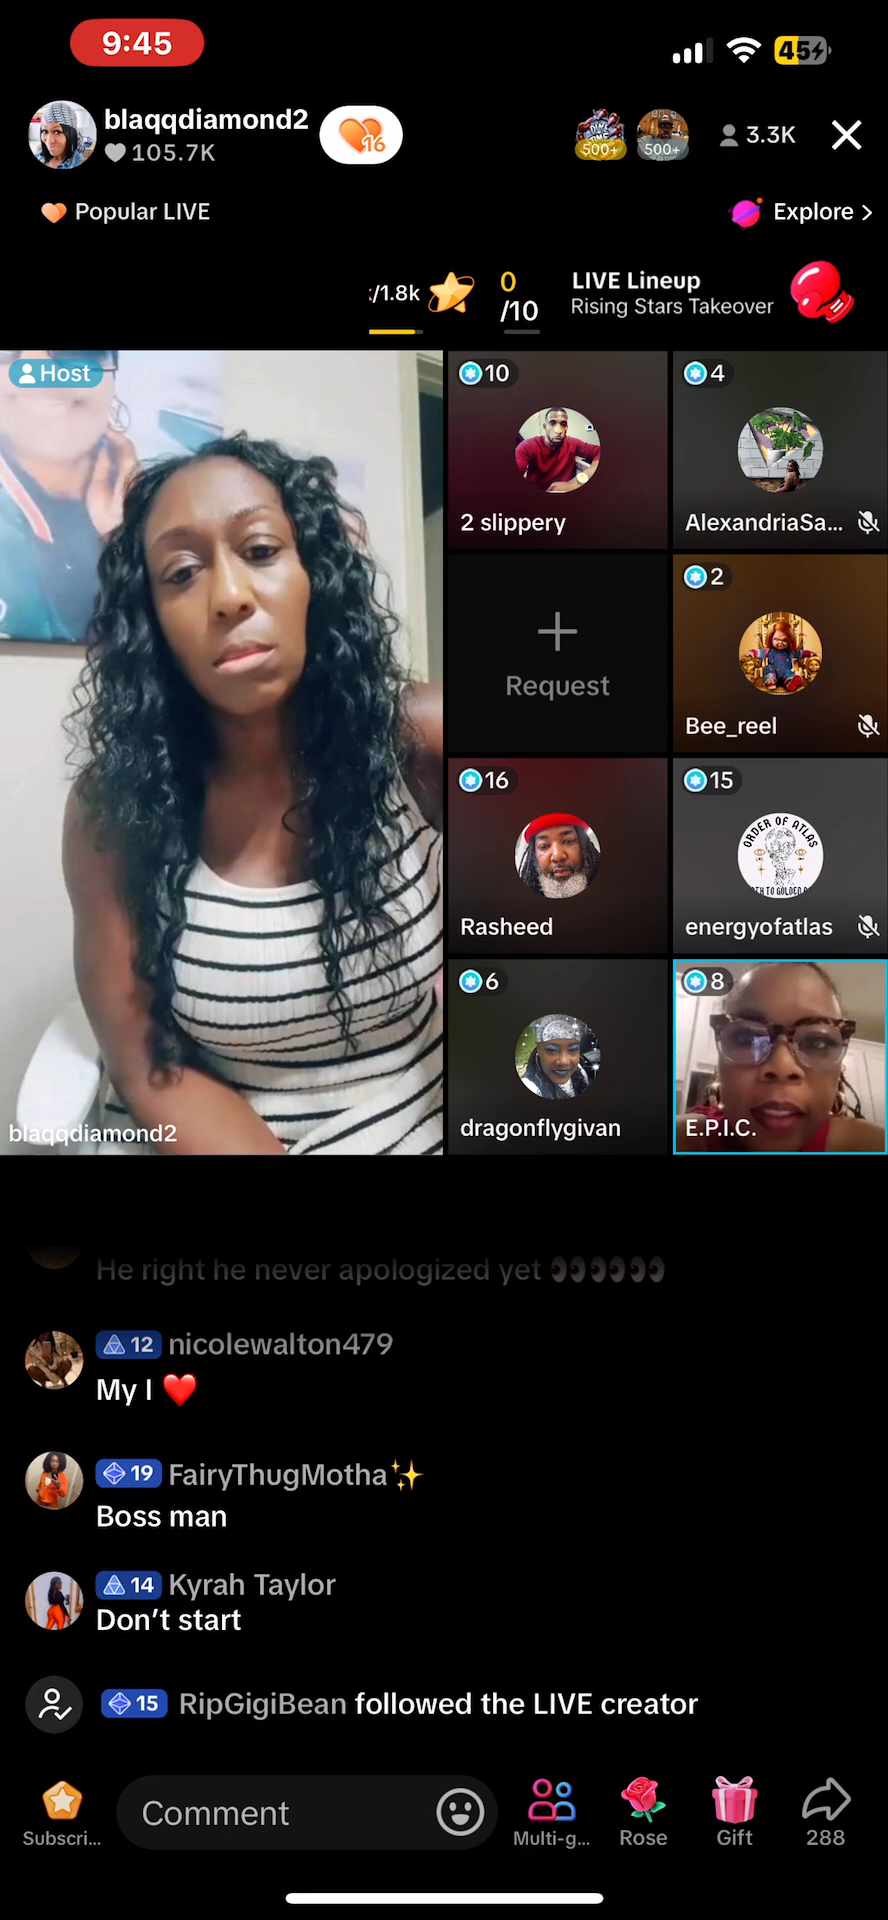 9:45
45
blaqqdiamond2
105.7K
16
500+
500+
3.3K
Popular LIVE
Explore >
/1.8k
0
/10
LIVE Lineup
Rising Stars Takeover
Host
10
2 slippery
4
AlexandriaSa...
+
Request
2
Bee_reel
16
Rasheed
15
ORDER OF ATLAS
energyofatlas
6
dragonflygivan
8
E.P.I.C.
blaqqdiamond2
He right he never apologized yet 👀👀👀👀👀
12 nicolewalton479
My I ❤️
19 FairyThugMotha✨
Boss man
14 Kyrah Taylor
Don’t start
15 RipGigiBean followed the LIVE creator
Subscri...
Comment
Multi-g...
Rose
Gift
288